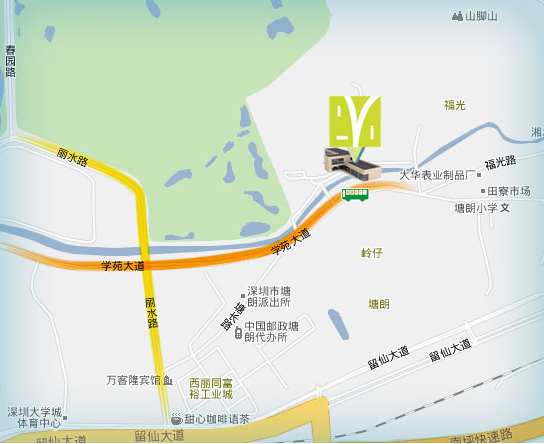 山脚山
春园路
福光
湘
丽水路
福光路
大华表业制品厂
田寮市场
塘朗小学
文
学苑大道
学苑大道
岭仔
丽水路
深圳市塘
朗派出所
塘朗
塘朗路
中国邮政塘
朗代办所
留仙大道
留仙大道
万客隆宾馆
西丽同富
裕工业城
深圳大学城
体育中心
甜心咖啡语茶
留仙大道
留仙大道
南坪快速路